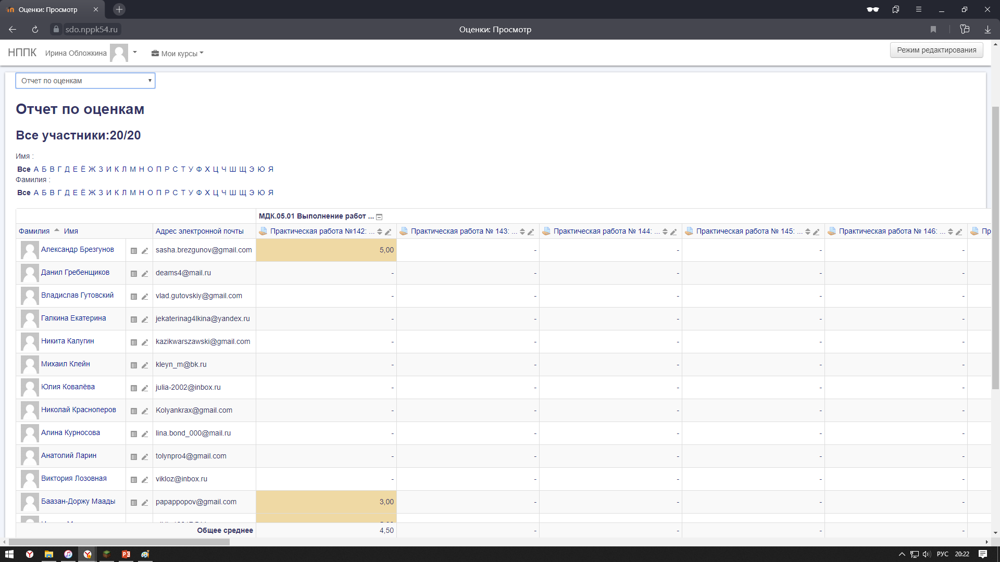 Оценки: Просмотр
sdo.nppk54.ru
Оценки: Просмотр
НППК Ирина Обложкина Мои курсы
Режим редактирования
Отчет по оценкам
Отчет по оценкам
Все участники:20/20
Имя :
Все А Б В Г Д Е Ё Ж З И К Л М Н О П Р С Т У Ф Х Ц Ч Ш Щ Э Ю Я
Фамилия :
Все А Б В Г Д Е Ё Ж З И К Л М Н О П Р С Т У Ф Х Ц Ч Ш Щ Э Ю Я
МДК.05.01 Выполнение работ ...
Фамилия Имя Адрес электронной почты Практическая работа №142: ... Практическая работа № 143: ... Практическая работа № 144: ... Практическая работа № 145: ... Практическая работа № 146: ... Пр
Александр Брезгунов sasha.brezgunov@gmail.com 5,00 - - - -
Данил Гребенщиков deams4@mail.ru - - - - -
Владислав Гутовский vlad.gutovskiy@gmail.com - - - - -
Галкина Екатерина jekaterinag4lkina@yandex.ru - - - - -
Никита Калугин kazikwarszawski@gmail.com - - - - -
Михаил Клейн kleyn_m@bk.ru - - - - -
Юлия Ковалёва julia-2002@inbox.ru - - - - -
Николай Красноперов Kolyankrax@gmail.com - - - - -
Алина Курносова lina.bond_000@mail.ru - - - - -
Анатолий Ларин tolynpro4@gmail.com - - - - -
Виктория Лозовная vikloz@inbox.ru - - - - -
Баазан-Доржу Маады papappopov@gmail.com 3,00 - - - -
Общее среднее 4,50 - - - -
РУС 20:22